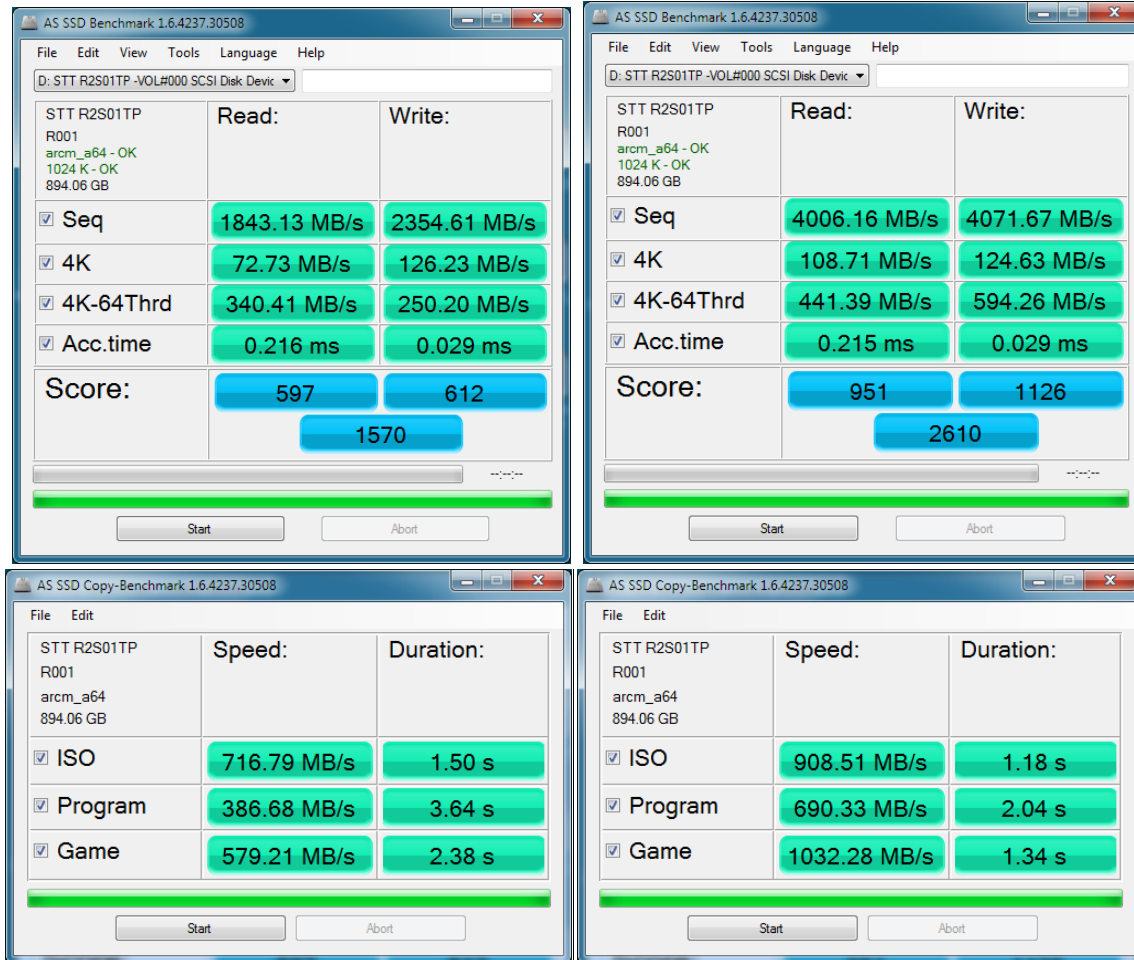 AS SSD Benchmark 1.6.4237.30508
File Edit View Tools Language Help
D: STT R2S01TP -VOL#000 SCSI Disk Devic
STT R2S01TP
R001
arcm_a64 - OK
1024 K - OK
894.06 GB
Read: Write:
Seq 1843.13 MB/s 2354.61 MB/s
4K 72.73 MB/s 126.23 MB/s
4K-64Thrd 340.41 MB/s 250.20 MB/s
Acc.time 0.216 ms 0.029 ms
Score: 597 612
1570
--:--:--
Start Abort
AS SSD Benchmark 1.6.4237.30508
File Edit View Tools Language Help
D: STT R2S01TP -VOL#000 SCSI Disk Devic
STT R2S01TP
R001
arcm_a64 - OK
1024 K - OK
894.06 GB
Read: Write:
Seq 4006.16 MB/s 4071.67 MB/s
4K 108.71 MB/s 124.63 MB/s
4K-64Thrd 441.39 MB/s 594.26 MB/s
Acc.time 0.215 ms 0.029 ms
Score: 951 1126
2610
--:--:--
Start Abort
AS SSD Copy-Benchmark 1.6.4237.30508
File Edit
STT R2S01TP
R001
arcm_a64
894.06 GB
Speed: Duration:
ISO 716.79 MB/s 1.50 s
Program 386.68 MB/s 3.64 s
Game 579.21 MB/s 2.38 s
Start Abort
AS SSD Copy-Benchmark 1.6.4237.30508
File Edit
STT R2S01TP
R001
arcm_a64
894.06 GB
Speed: Duration:
ISO 908.51 MB/s 1.18 s
Program 690.33 MB/s 2.04 s
Game 1032.28 MB/s 1.34 s
Start Abort